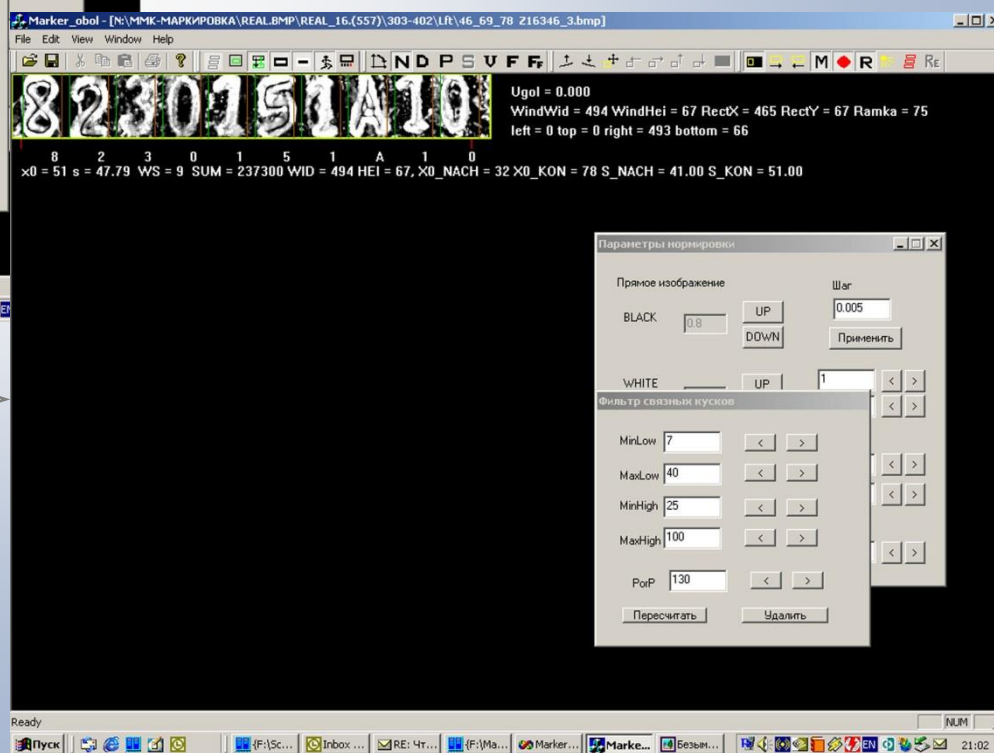 Marker_obol - [N:\ММК-МАРКИРОВКА\REAL.BMP\REAL_16.(557)\303-402\Lft\46_69_78 Z16346_3.bmp]
File Edit View Window Help
N D P S V F Fr M R RE
8230151A10
Ugol = 0.000
WindWid = 494 WindHei = 67 RectX = 465 RectY = 67 Ramka = 75
left = 0 top = 0 right = 493 bottom = 66
8 2 3 0 1 5 1 A 1 0
x0 = 51 s = 47.79 WS = 9 SUM = 237300 WID = 494 HEI = 67, X0_NACH = 32 X0_KON = 78 S_NACH = 41.00 S_KON = 51.00
Параметры нормировки
Прямое изображение
Шаг
BLACK 0.8 UP 0.005
DOWN Применить
WHITE UP 1 < >
Фильтр связных кусков
MinLow 7 < >
MaxLow 40 < >
MinHigh 25 < >
MaxHigh 100 < >
PorP 130 < >
Пересчитать Удалить
Ready NUM
Пуск {F:\Sc... Inbox ... RE: Чт... {F:\Ma... Marker... Marke... Безым... EN 21:02